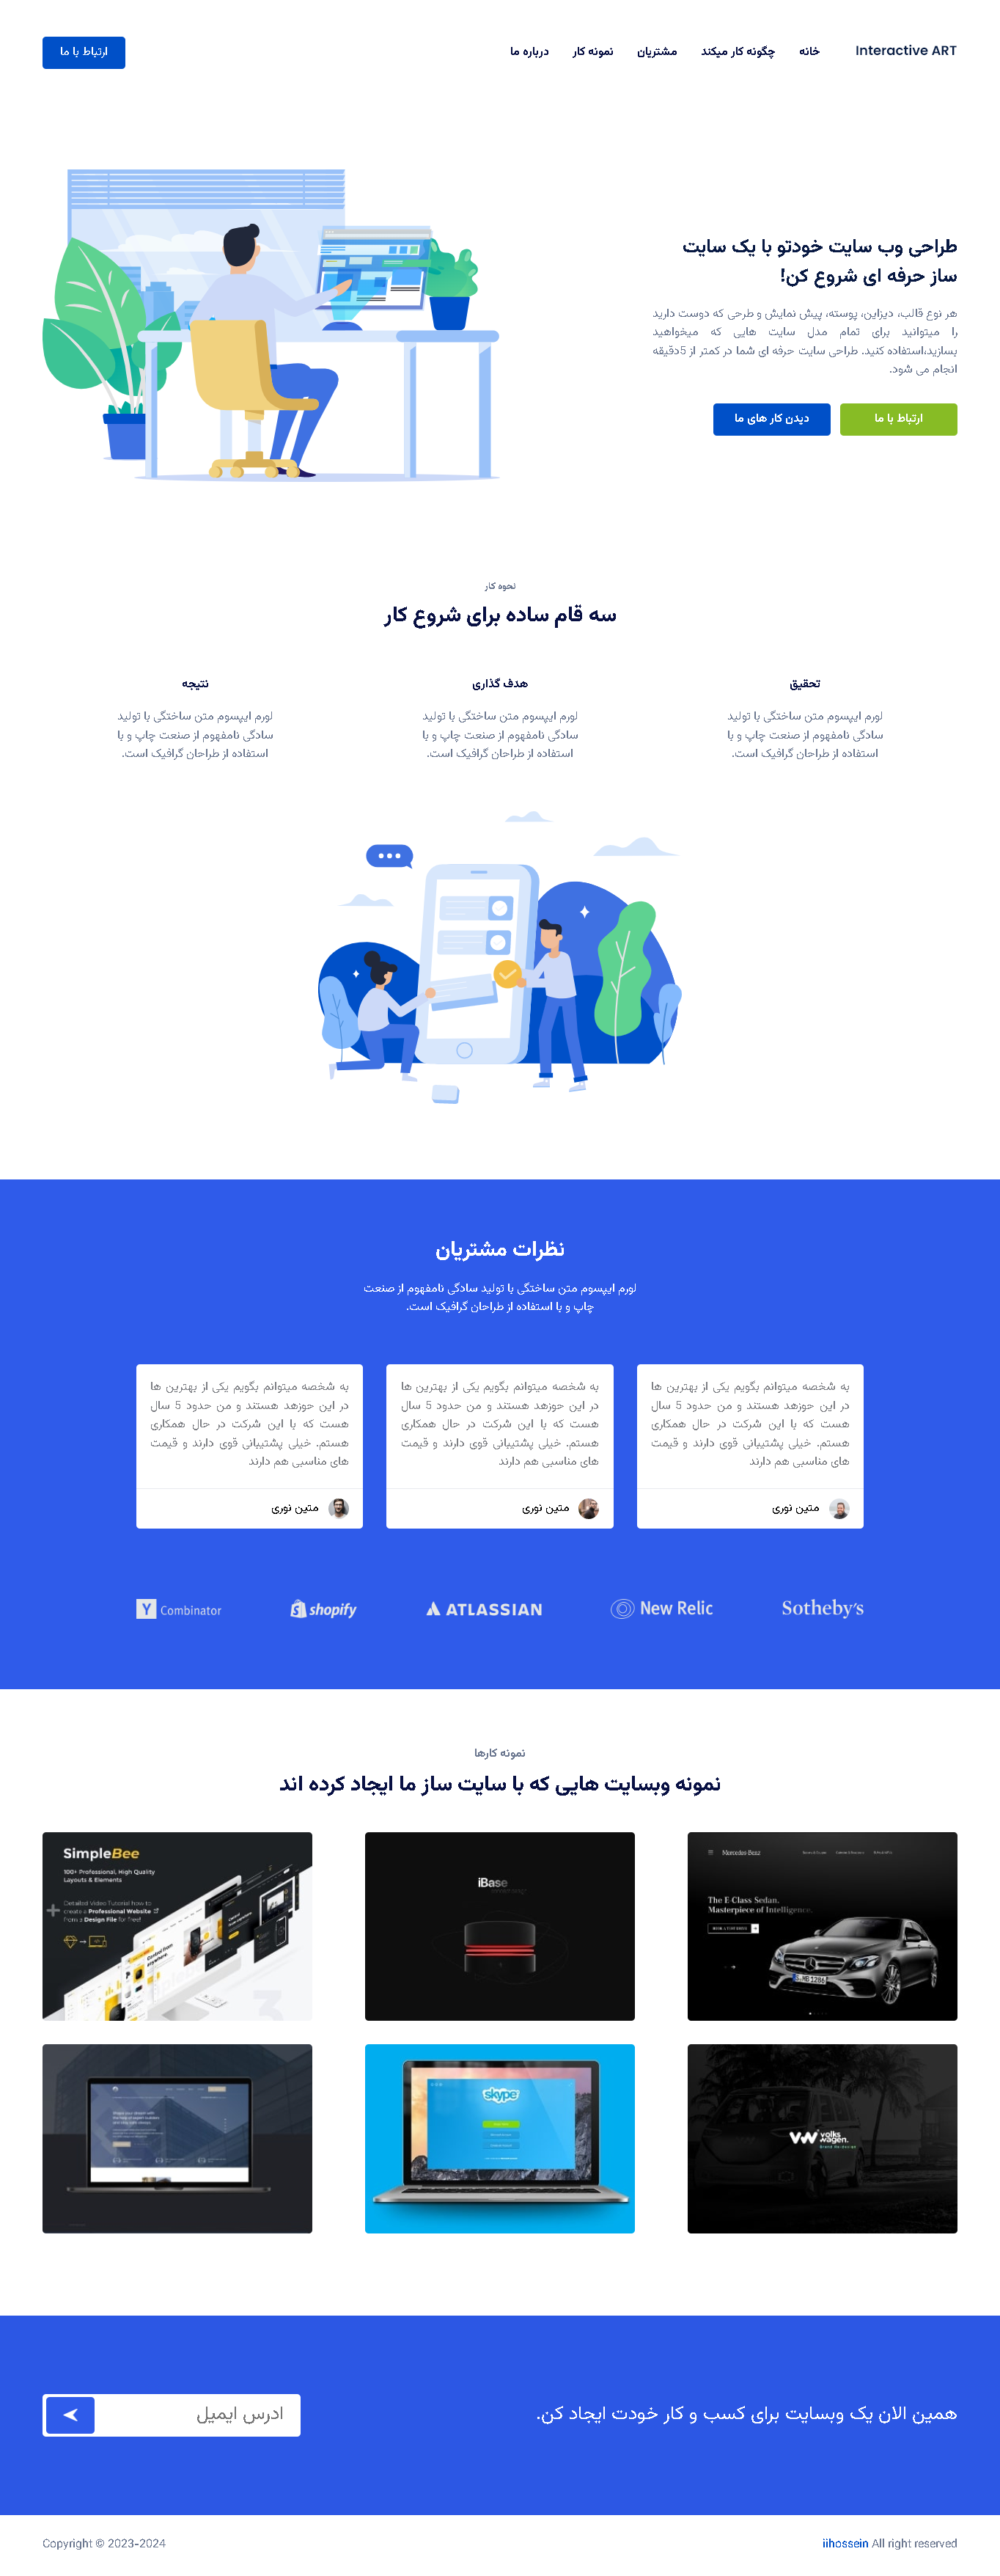 Interactive ART
خانه
چگونه کار میکند
مشتریان
نمونه کار
درباره ما
ارتباط با ما
طراحی وب سایت خودتو با یک سایت
ساز حرفه ای شروع کن!
هر نوع قالب، دیزاین، پوسته، پیش نمایش و طرحی که دوست دارید
را میتوانید برای تمام مدل سایت هایی که میخواهید
بسازید،استفاده کنید. طراحی سایت حرفه ای شما در کمتر از 5دقیقه
انجام می شود.
ارتباط با ما
دیدن کار های ما
نحوه کار
سه قام ساده برای شروع کار
تحقیق
لورم ایپسوم متن ساختگی با تولید
سادگی نامفهوم از صنعت چاپ و با
استفاده از طراحان گرافیک است.
هدف گذاری
لورم ایپسوم متن ساختگی با تولید
سادگی نامفهوم از صنعت چاپ و با
استفاده از طراحان گرافیک است.
نتیجه
لورم ایپسوم متن ساختگی با تولید
سادگی نامفهوم از صنعت چاپ و با
استفاده از طراحان گرافیک است.
نظرات مشتریان
لورم ایپسوم متن ساختگی با تولید سادگی نامفهوم از صنعت
چاپ و با استفاده از طراحان گرافیک است.
به شخصه میتوانم بگویم یکی از بهترین ها
در این حوزهد هستند و من حدود 5 سال
هست که با این شرکت در حال همکاری
هستم. خیلی پشتییانی قوی دارند و قیمت
های مناسبی هم دارند
متین نوری
به شخصه میتوانم بگویم یکی از بهترین ها
در این حوزهد هستند و من حدود 5 سال
هست که با این شرکت در حال همکاری
هستم. خیلی پشتییانی قوی دارند و قیمت
های مناسبی هم دارند
متین نوری
به شخصه میتوانم بگویم یکی از بهترین ها
در این حوزهد هستند و من حدود 5 سال
هست که با این شرکت در حال همکاری
هستم. خیلی پشتییانی قوی دارند و قیمت
های مناسبی هم دارند
متین نوری
Sotheby's
New Relic
ATLASSIAN
shopify
Y Combinator
نمونه کارها
نمونه وبسایت هایی که با سایت ساز ما ایجاد کرده اند
Mercedes Benz
The E-Class Sedan.
Masterpiece of Intelligence.
iBase
SimpleBee
100+ Professional, High Quality
Layouts & Elements
Detailed Video Tutorial how to
create a Professional Website
from a Design File for free!
volks
wagen.
skype
همین الان یک وبسایت برای کسب و کار خودت ایجاد کن.
ادرس ایمیل
iihossein All right reserved
Copyright © 2023-2024